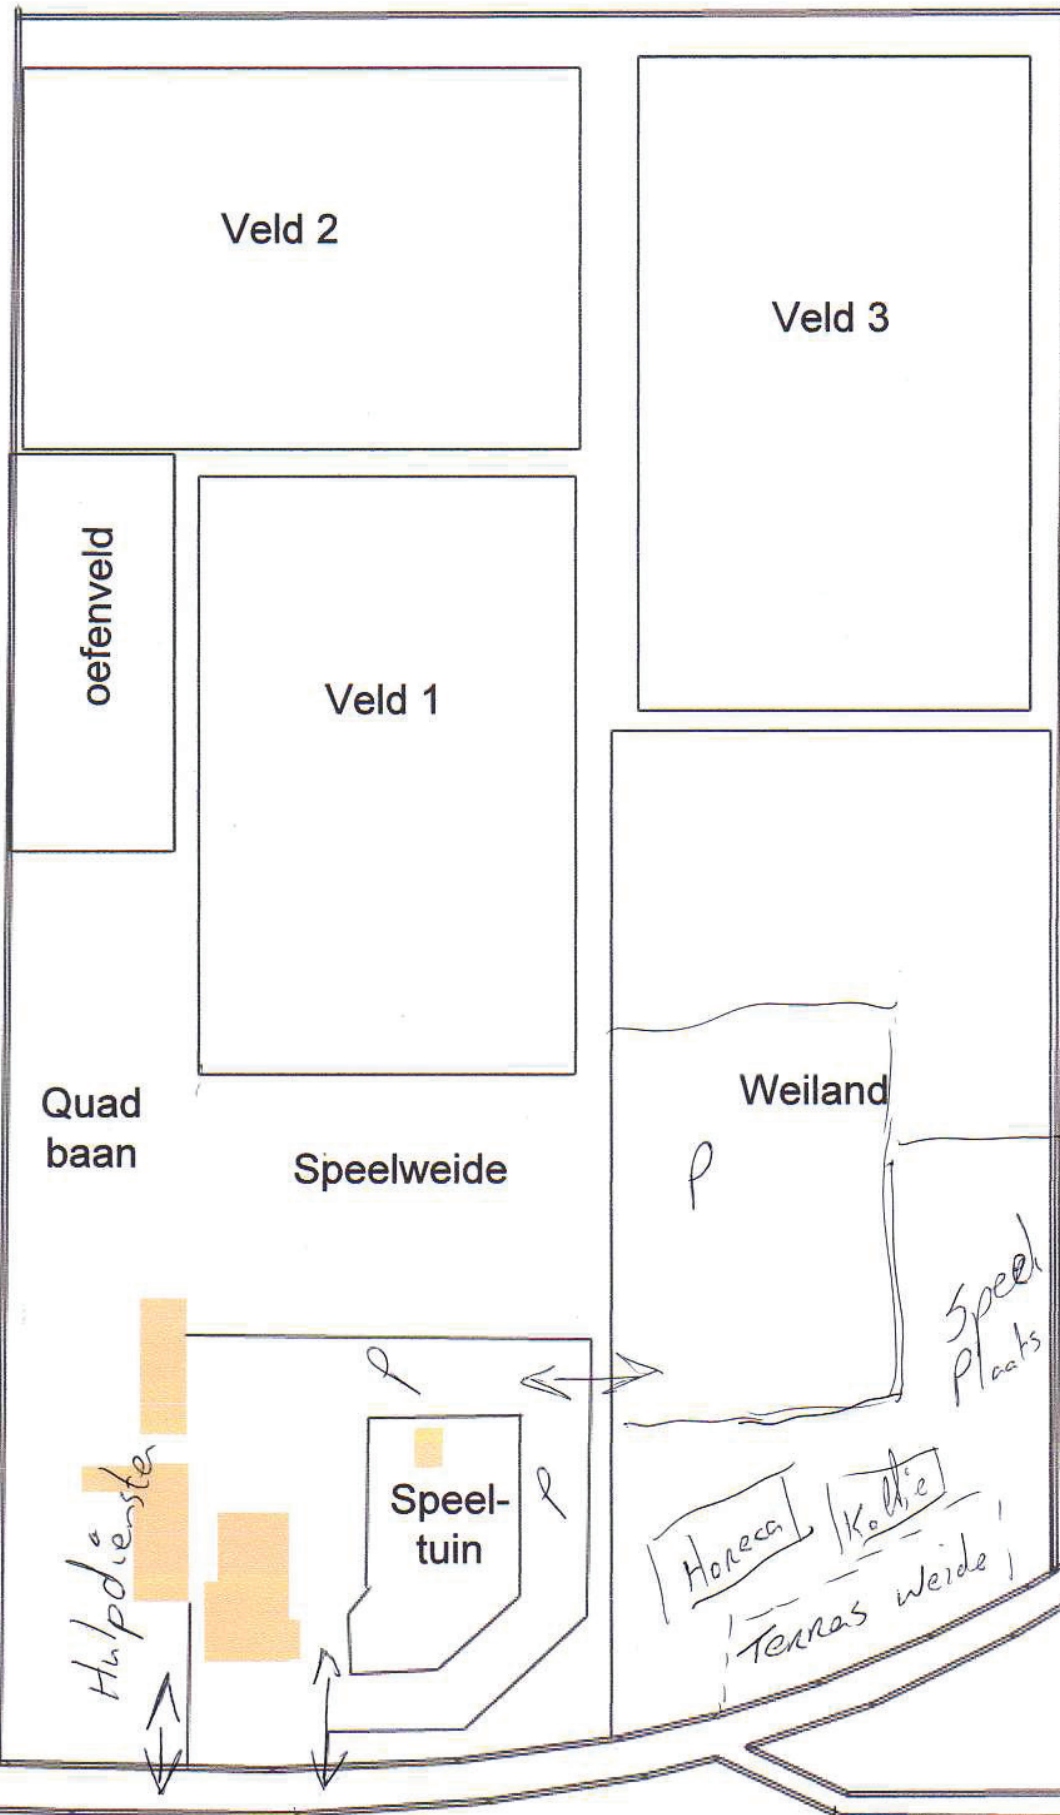 Veld 2
Veld 3
oefenveld
Veld 1
Quad
baan
Speelweide
Weiland
P
Speel
Plaats
P
P
Speel-
tuin
Hulpdiensten
Horeca
Terras weide